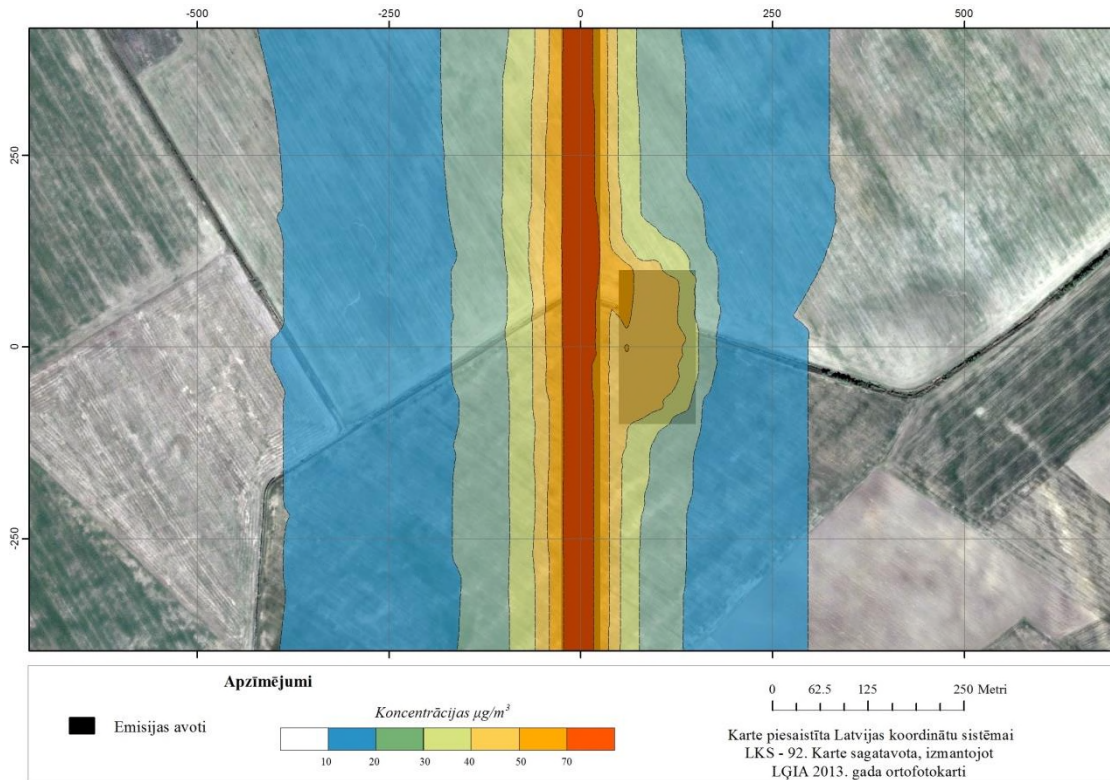 -500 -250 0 250 500
250
0
-250
Apzīmējumi
Emisijas avoti
Koncentrācijas μg/m³
10 20 30 40 50 70
0 62.5 125 250 Metri
Karte piesaistīta Latvijas koordinātu sistēmai
LKS - 92. Karte sagatavota, izmantojot
LĢIA 2013. gada ortofotokarti